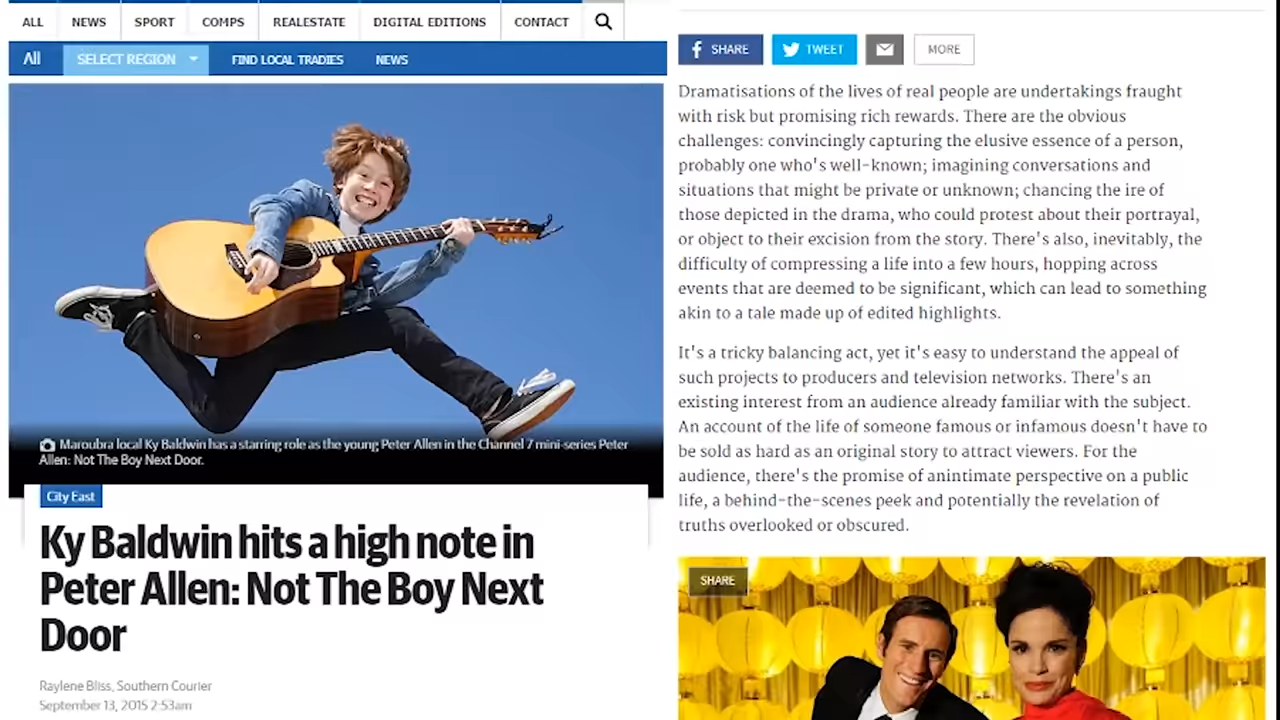 ALL NEWS SPORT COMPS REALESTATE DIGITAL EDITIONS CONTACT
All SELECT REGION FIND LOCAL TRADIES NEWS
Maroubra local Ky Baldwin has a starring role as the young Peter Allen in the Channel 7 mini-series Peter
Allen: Not The Boy Next Door.
City East
Ky Baldwin hits a high note in
Peter Allen: Not The Boy Next
Door
Raylene Bliss, Southern Courier
September 13, 2015 2:53am
SHARE TWEET MORE
Dramatisations of the lives of real people are undertakings fraught
with risk but promising rich rewards. There are the obvious
challenges: convincingly capturing the elusive essence of a person,
probably one who's well-known; imagining conversations and
situations that might be private or unknown; chancing the ire of
those depicted in the drama, who could protest about their portrayal,
or object to their excision from the story. There's also, inevitably, the
difficulty of compressing a life into a few hours, hopping across
events that are deemed to be significant, which can lead to something
akin to a tale made up of edited highlights.
It's a tricky balancing act, yet it's easy to understand the appeal of
such projects to producers and television networks. There's an
existing interest from an audience already familiar with the subject.
An account of the life of someone famous or infamous doesn't have to
be sold as hard as an original story to attract viewers. For the
audience, there's the promise of anintimate perspective on a public
life, a behind-the-scenes peek and potentially the revelation of
truths overlooked or obscured.
SHARE